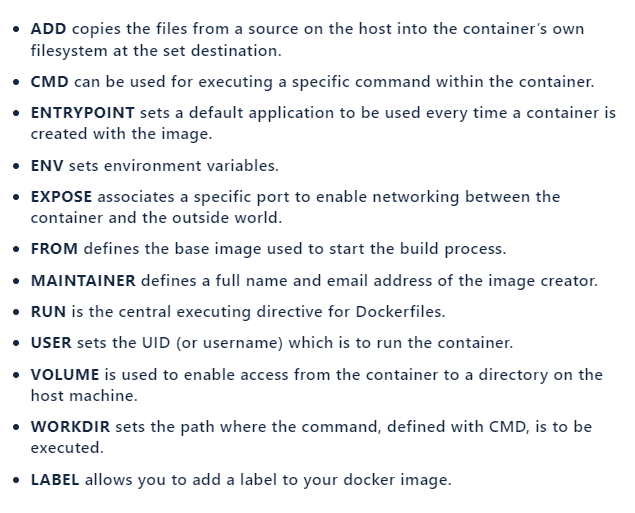 • ADD copies the files from a source on the host into the container’s own
filesystem at the set destination.
• CMD can be used for executing a specific command within the container.
• ENTRYPOINT sets a default application to be used every time a container is
created with the image.
• ENV sets environment variables.
• EXPOSE associates a specific port to enable networking between the
container and the outside world.
• FROM defines the base image used to start the build process.
• MAINTAINER defines a full name and email address of the image creator.
• RUN is the central executing directive for Dockerfiles.
• USER sets the UID (or username) which is to run the container.
• VOLUME is used to enable access from the container to a directory on the
host machine.
• WORKDIR sets the path where the command, defined with CMD, is to be
executed.
• LABEL allows you to add a label to your docker image.